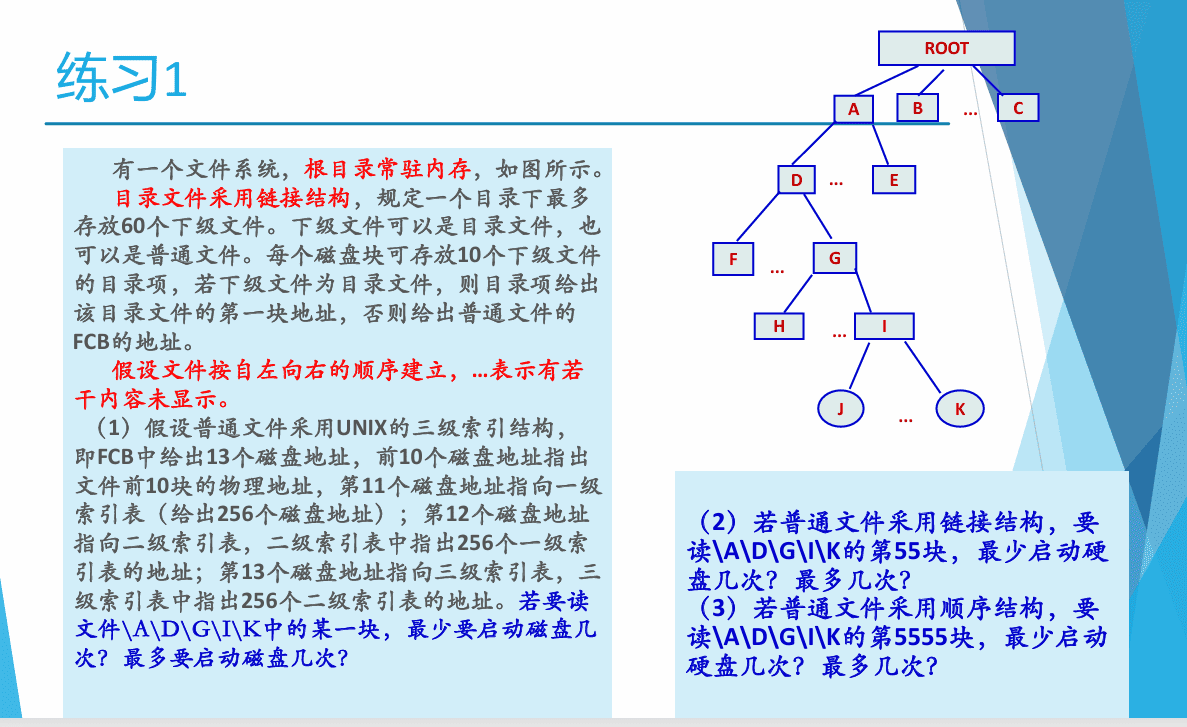 练习1
有一个文件系统，根目录常驻内存，如图所示。
目录文件采用链接结构，规定一个目录下最多
存放60个下级文件。下级文件可以是目录文件，也
可以是普通文件。每个磁盘块可存放10个下级文件
的目录项，若下级文件为目录文件，则目录项给出
该目录文件的第一块地址，否则给出普通文件的
FCB的地址。
假设文件按自左向右的顺序建立，…表示有若
干内容未显示。
（1）假设普通文件采用UNIX的三级索引结构，
即FCB中给出13个磁盘地址，前10个磁盘地址指出
文件前10块的物理地址，第11个磁盘地址指向一级
索引表（给出256个磁盘地址）；第12个磁盘地址
指向二级索引表，二级索引表中指出256个一级索
引表的地址；第13个磁盘地址指向三级索引表，三
级索引表中指出256个二级索引表的地址。若要读
文件\A\D\G\I\K中的某一块，最少要启动磁盘几
次？最多要启动磁盘几次？
ROOT
A
B
...
C
D
...
E
F
...
G
H
...
I
J
...
K
（2）若普通文件采用链接结构，要
读\A\D\G\I\K的第55块，最少启动硬
盘几次？最多几次？
（3）若普通文件采用顺序结构，要
读\A\D\G\I\K的第5555块，最少启动
硬盘几次？最多几次？